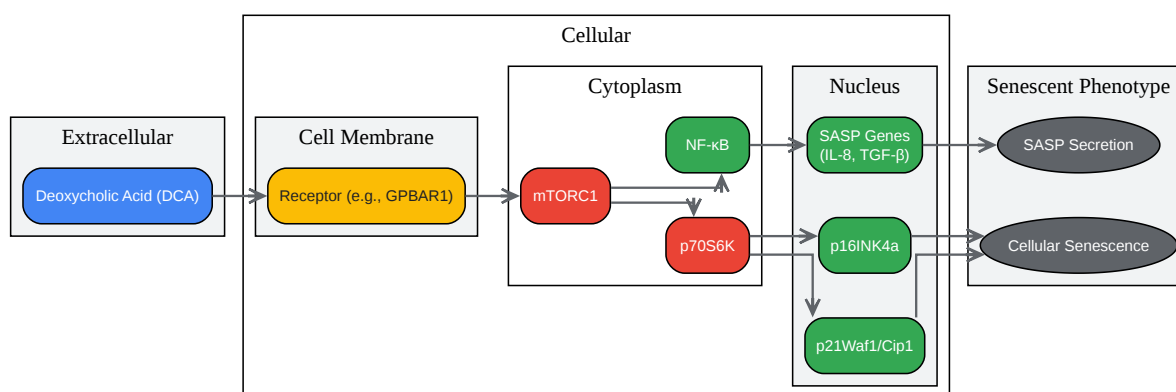 Cellular
Cytoplasm
Nucleus
Senescent Phenotype
Extracellular
Cell Membrane
NF-κB
SASP Genes
(IL-8, TGF-β)
SASP Secretion
Deoxycholic Acid (DCA)
Receptor (e.g., GPBAR1)
mTORC1
p70S6K
p16INK4a
Cellular Senescence
p21Waf1/Cip1